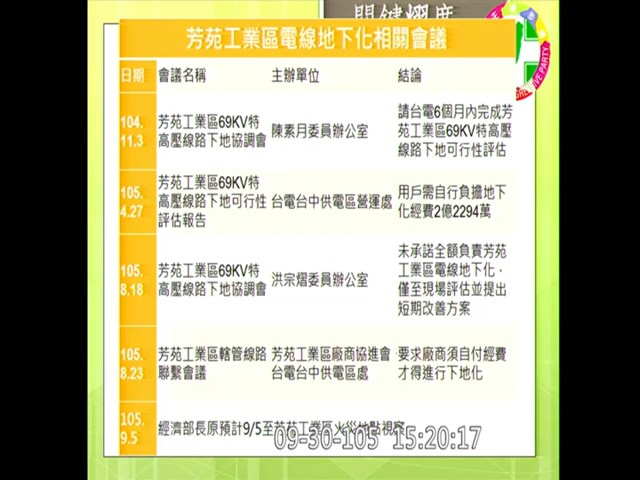 關鍵熠度
芳苑工業區電線地下化相關會議
日期 會議名稱 主辦單位 結論
104.
11.3
芳苑工業區69KV特
高壓線路下地協調會
陳素月委員辦公室
請台電6個月內完成芳
苑工業區69KV特高壓
線路下地可行性評估
105.
4.27
芳苑工業區69KV特
高壓線路下地可行性
評估報告
台電台中供電區營運處
用戶需自行負擔地下
化經費2億2294萬
105.
8.18
芳苑工業區69KV特
高壓線路下地協調會
洪宗熠委員辦公室
未承諾全額負責芳苑
工業區電線地下化，
僅至現場評估並提出
短期改善方案
105.
8.23
芳苑工業區轄管線路
聯繫會議
芳苑工業區廠商協進會
台電台中供電區處
要求廠商須自付經費
才得進行下地化
105.
9.5
經濟部長原預計9/5至芳苑工業區火災地點視察
09-30-105 15:20:17